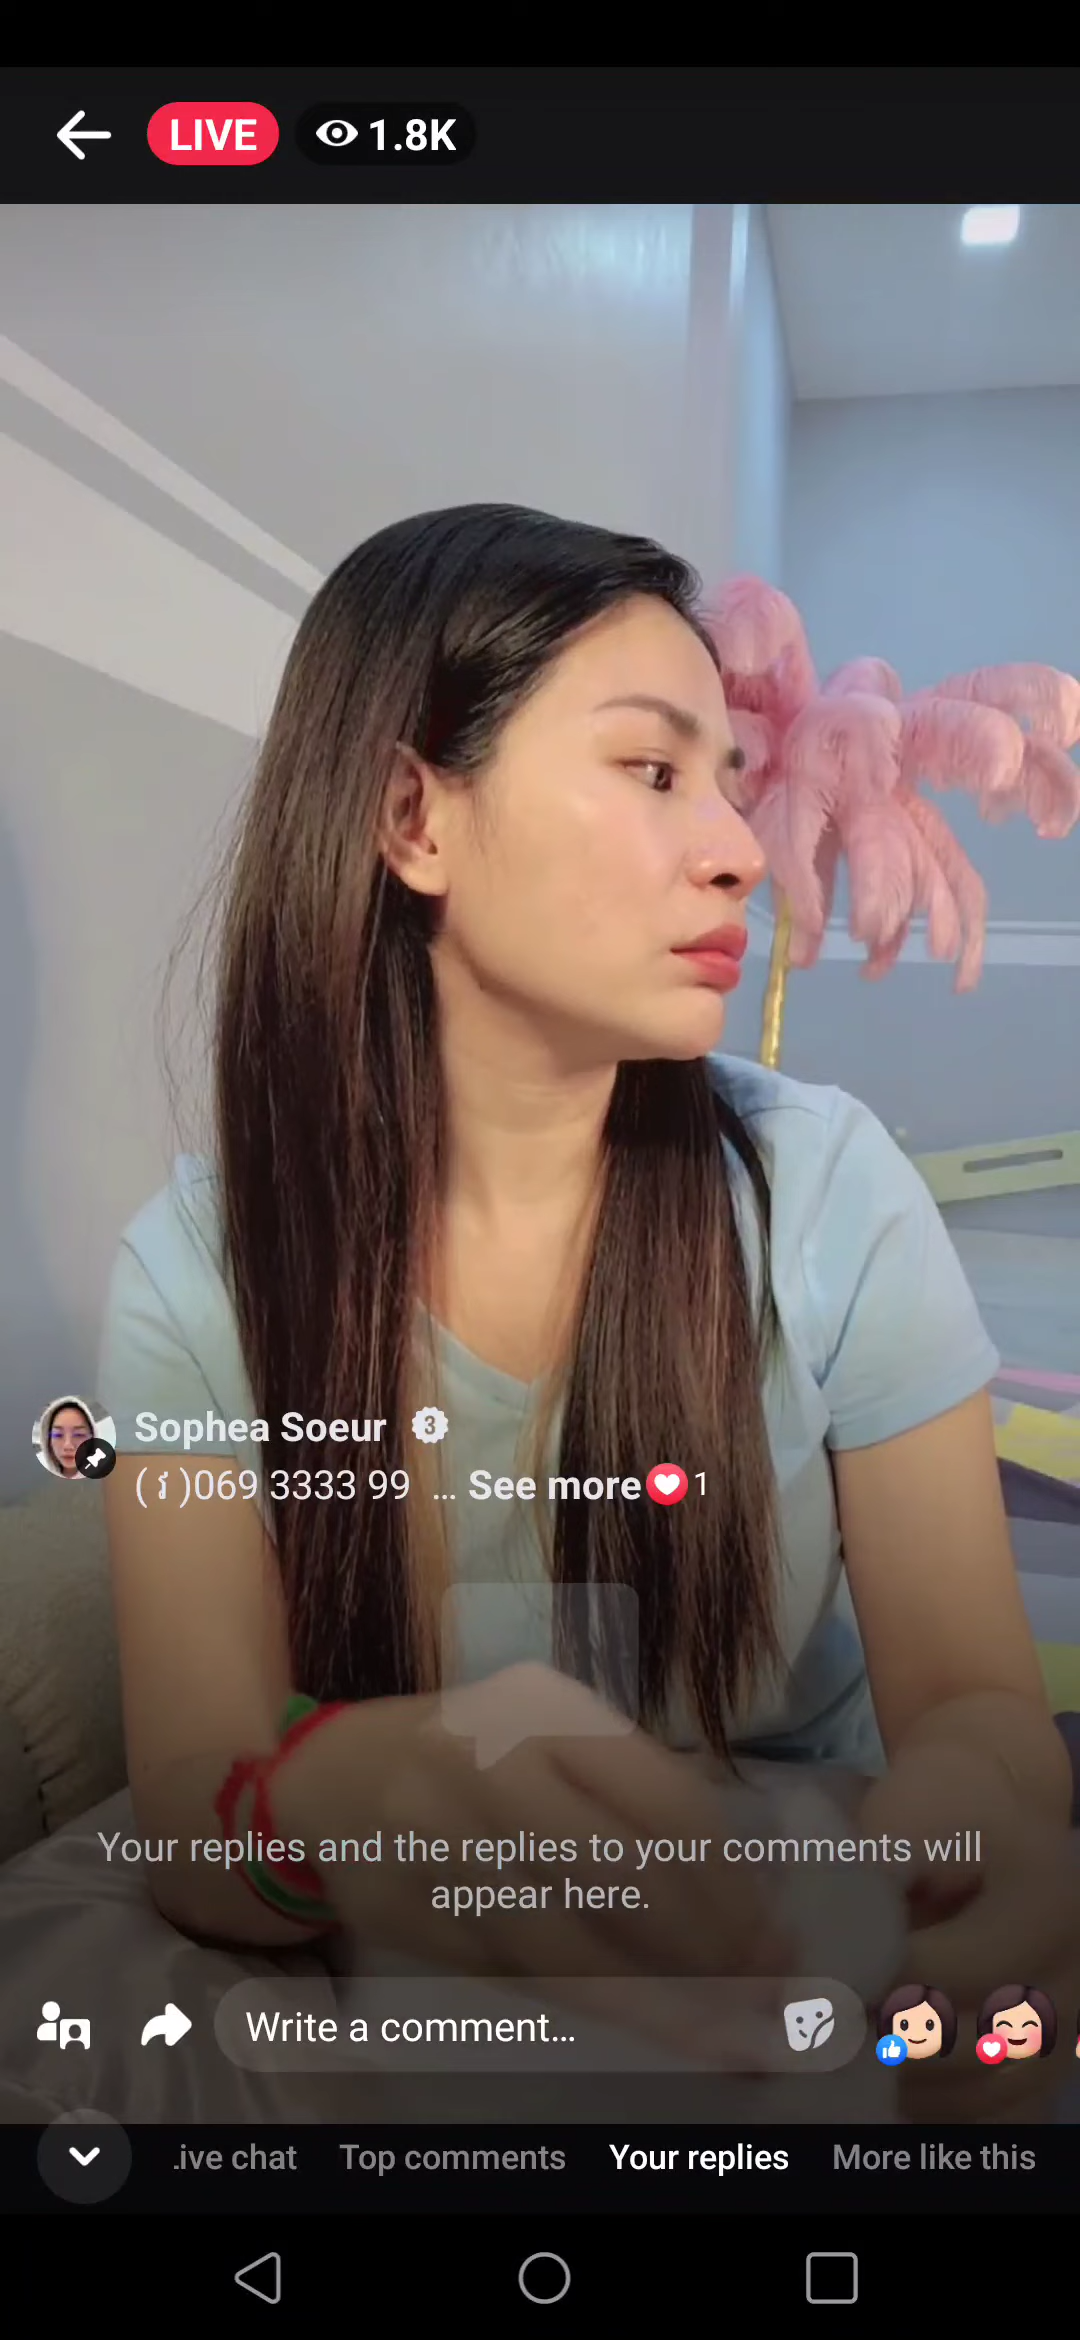 LIVE 1.8K
Sophea Soeur 3
(រ)069 3333 99 ... See more 1
Your replies and the replies to your comments will
appear here.
Write a comment...
.ive chat Top comments Your replies More like this